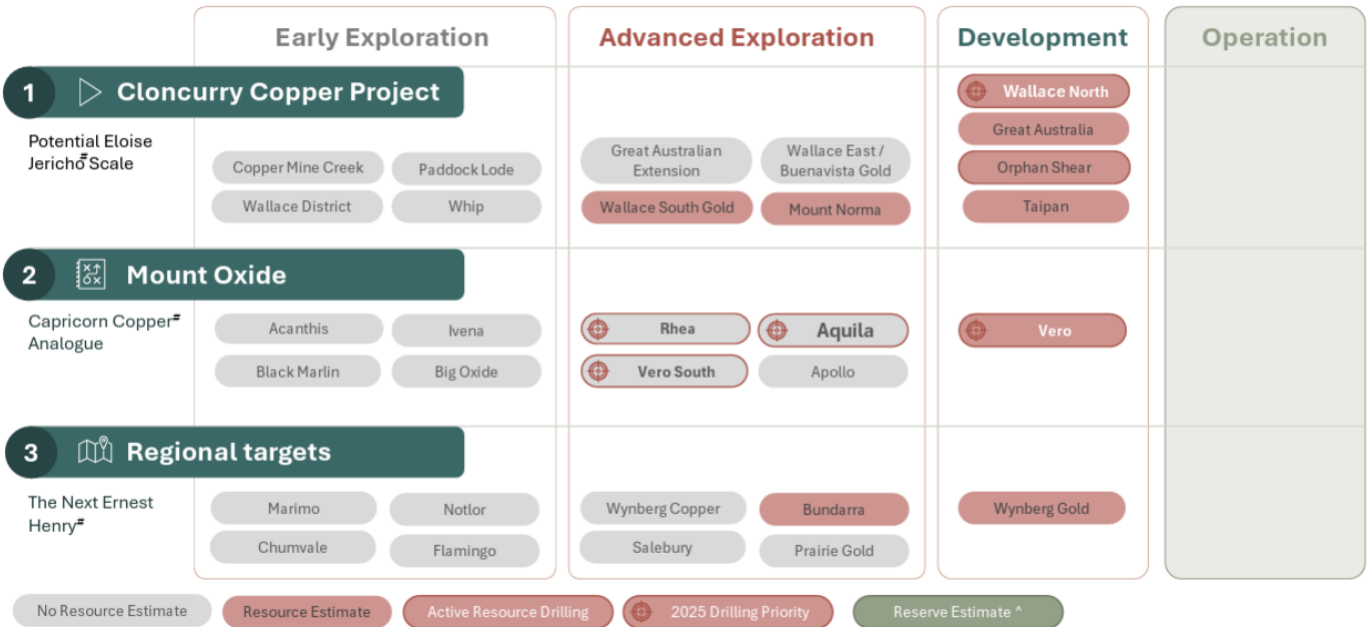 Early Exploration
Advanced Exploration
Development
Operation
1
Cloncurry Copper Project
Potential Eloise
Jericho# Scale
Copper Mine Creek
Paddock Lode
Wallace District
Whip
Great Australian
Extension
Wallace East /
Buenavista Gold
Wallace South Gold
Mount Norma
Wallace North
Great Australia
Orphan Shear
Taipan
2
Mount Oxide
Capricorn Copper#
Analogue
Acanthis
Ivena
Black Marlin
Big Oxide
Rhea
Aquila
Vero South
Apollo
Vero
3
Regional targets
The Next Ernest
Henry#
Marimo
Notlor
Chumvale
Flamingo
Wynberg Copper
Bundarra
Salebury
Prairie Gold
Wynberg Gold
No Resource Estimate
Resource Estimate
Active Resource Drilling
2025 Drilling Priority
Reserve Estimate ^